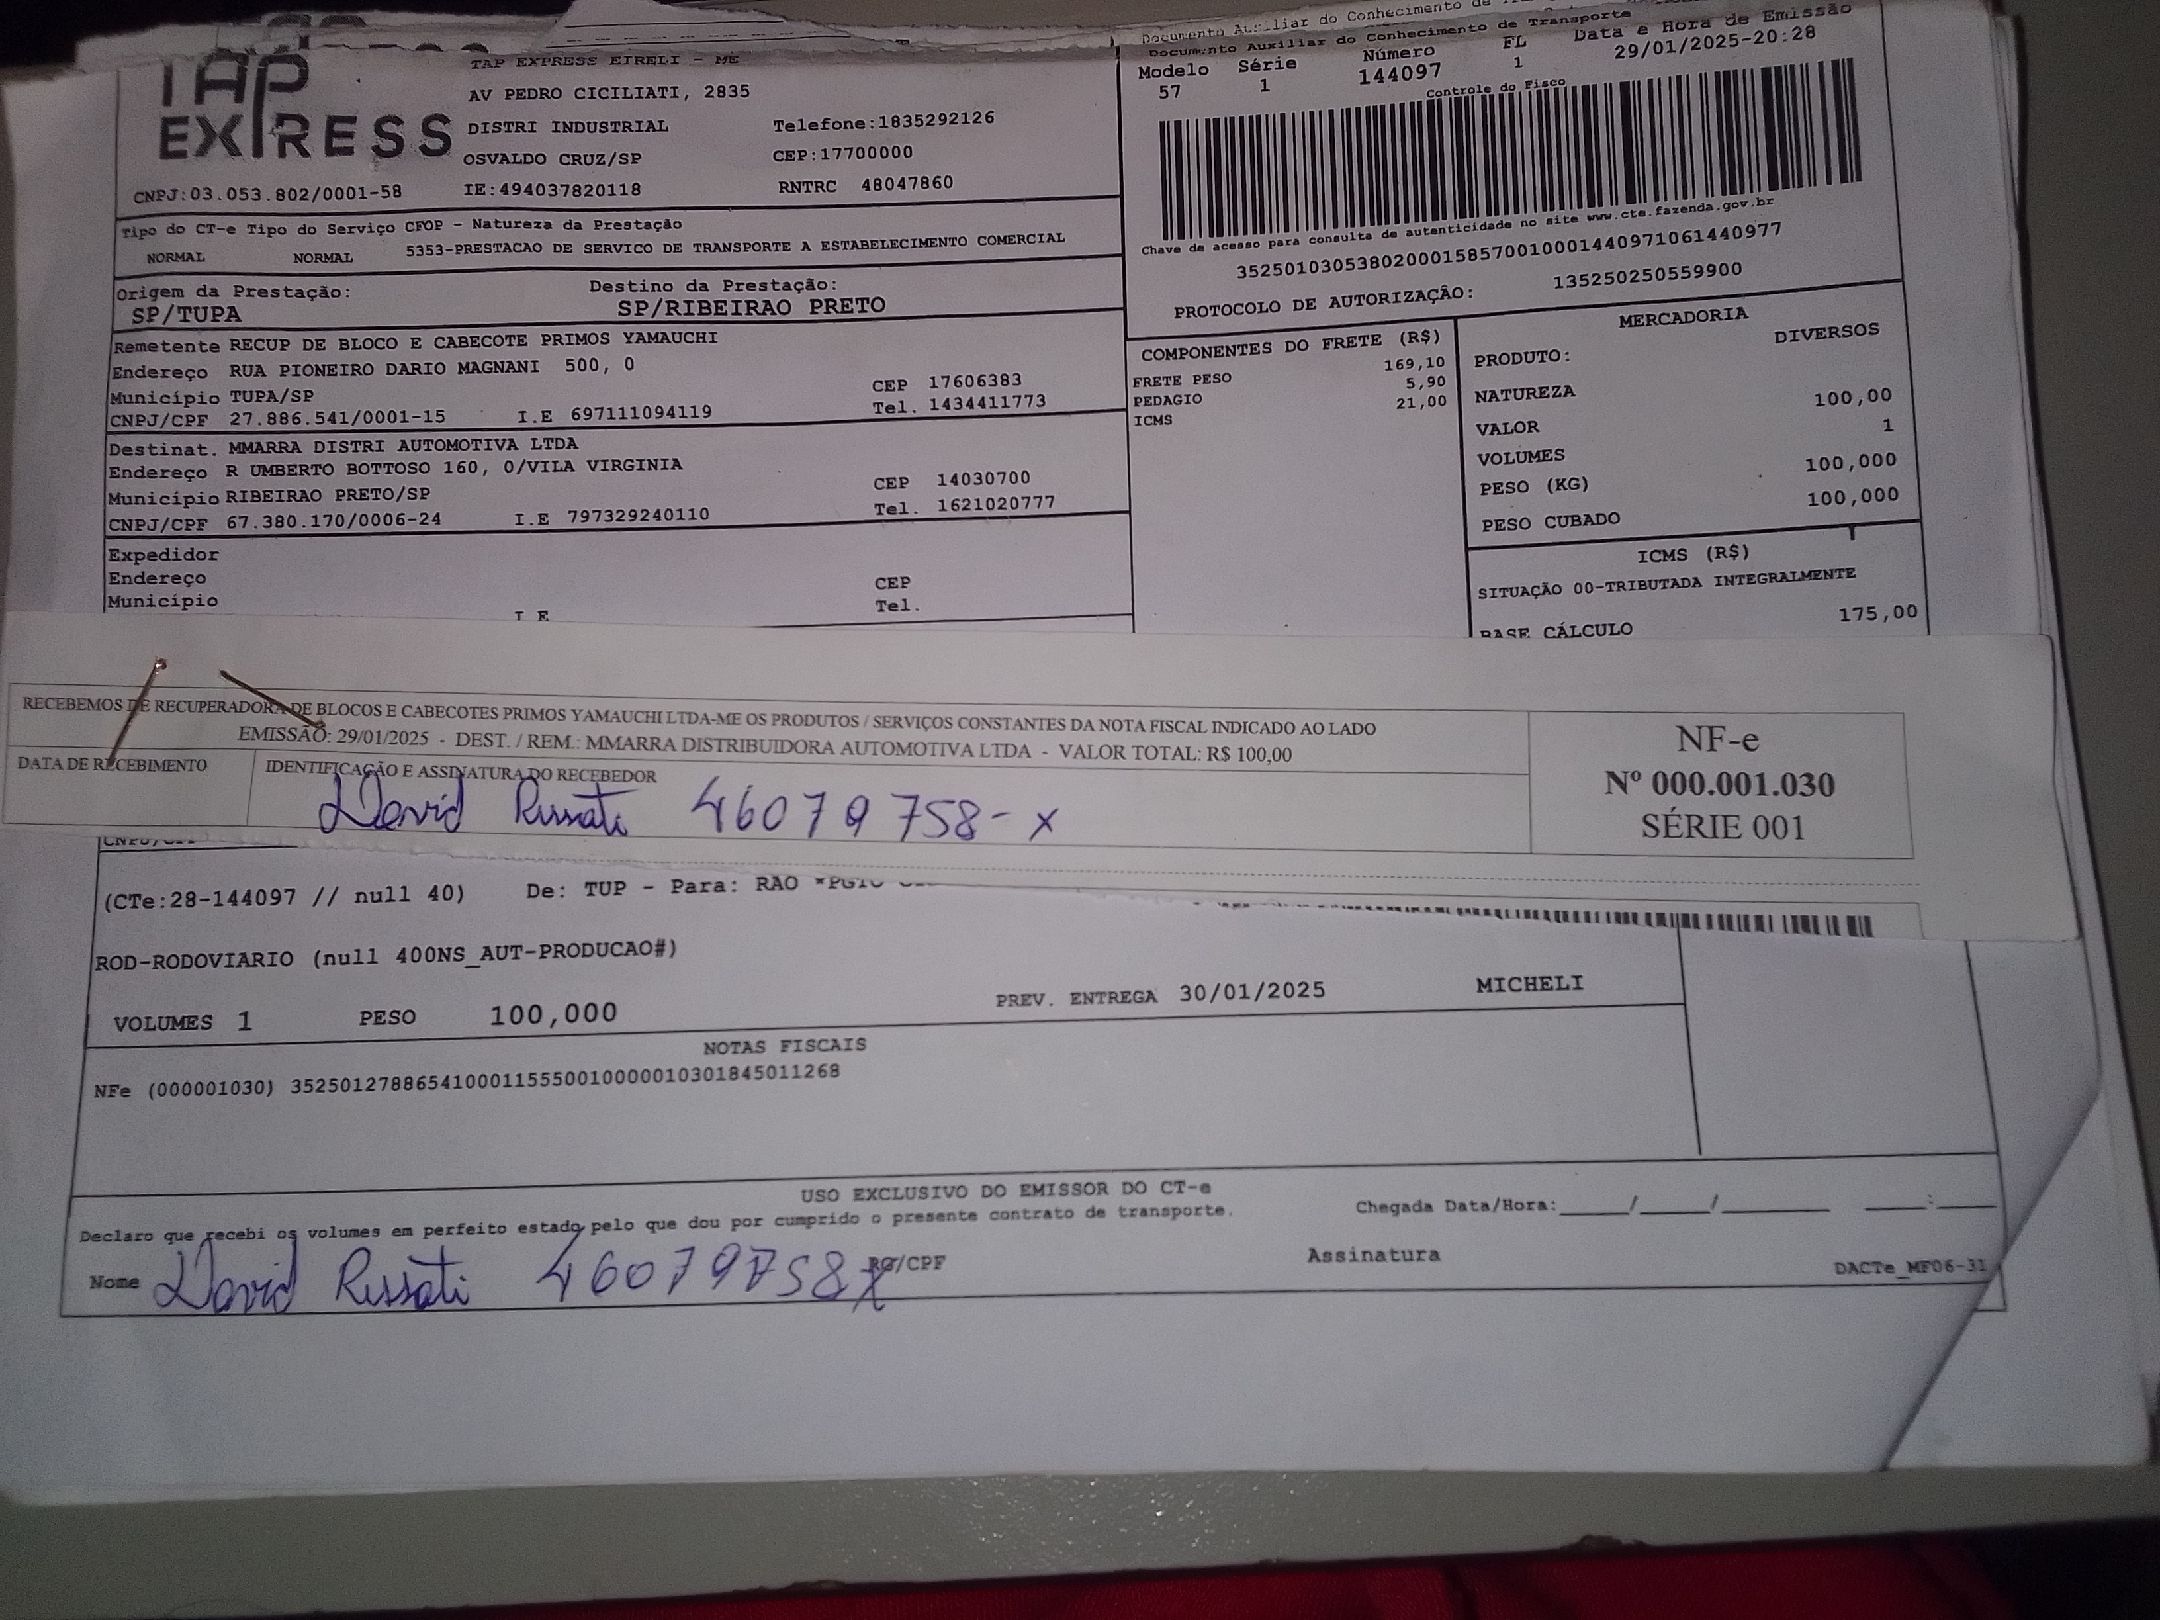 TAP
EXPRESS
TAP EXPRESS EIRELI - ME
AV PEDRO CICILIATI, 2835
DISTRI INDUSTRIAL Telefone:1835292126
OSVALDO CRUZ/SP CEP:17700000
CNPJ:03.053.802/0001-58 IE:494037820118 RNTRC 48047860
Documento Auxiliar do Conhecimento de
Documento Auxiliar do Conhecimento de Transporte
Modelo Série Número FL Data e Hora de Emissão
57 1 144097 1 29/01/2025-20:28
Controle do Fisco
Chave de acesso para consulta de autenticidade no site www.cte.fazenda.gov.br
35250103053802000158570010001440971061440977
PROTOCOLO DE AUTORIZAÇÃO: 135250250559900
Tipo do CT-e Tipo do Serviço CFOP - Natureza da Prestação
NORMAL NORMAL 5353-PRESTACAO DE SERVICO DE TRANSPORTE A ESTABELECIMENTO COMERCIAL
Origem da Prestação: Destino da Prestação:
SP/TUPA SP/RIBEIRAO PRETO
Remetente RECUP DE BLOCO E CABECOTE PRIMOS YAMAUCHI
Endereço RUA PIONEIRO DARIO MAGNANI 500, 0
Município TUPA/SP CEP 17606383
CNPJ/CPF 27.886.541/0001-15 I.E 697111094119 Tel. 1434411773
Destinat. MMARRA DISTRI AUTOMOTIVA LTDA
Endereço R UMBERTO BOTTOSO 160, 0/VILA VIRGINIA
Município RIBEIRAO PRETO/SP CEP 14030700
CNPJ/CPF 67.380.170/0006-24 I.E 797329240110 Tel. 1621020777
Expedidor
Endereço CEP
Município Tel.
I E
COMPONENTES DO FRETE (R$)
FRETE PESO 169,10
PEDAGIO 5,90
ICMS 21,00
MERCADORIA
PRODUTO: DIVERSOS
NATUREZA
VALOR 100,00
VOLUMES 1
PESO (KG) 100,000
PESO CUBADO 100,000
ICMS (R$)
SITUAÇÃO 00-TRIBUTADA INTEGRALMENTE
BASE CÁLCULO 175,00
RECEBEMOS DE RECUPERADORA DE BLOCOS E CABECOTES PRIMOS YAMAUCHI LTDA-ME OS PRODUTOS / SERVIÇOS CONSTANTES DA NOTA FISCAL INDICADO AO LADO
EMISSÃO: 29/01/2025 - DEST. / REM.: MMARRA DISTRIBUIDORA AUTOMOTIVA LTDA - VALOR TOTAL: R$ 100,00
DATA DE RECEBIMENTO IDENTIFICAÇÃO E ASSINATURA DO RECEBEDOR
David Russati 46079758-X
NF-e
Nº 000.001.030
SÉRIE 001
(CTe:28-144097 // null 40) De: TUP - Para: RAO
ROD-RODOVIARIO (null 400NS_AUT-PRODUCAO#)
VOLUMES 1 PESO 100,000 PREV. ENTREGA 30/01/2025 MICHELI
NOTAS FISCAIS
NFe (000001030) 35250127886541000115550010000010301845011268
USO EXCLUSIVO DO EMISSOR DO CT-e
Declaro que recebi os volumes em perfeito estado pelo que dou por cumprido o presente contrato de transporte. Chegada Data/Hora:_____/_____/________ ____:____
Nome David Russati 46079758X RG/CPF Assinatura
DACTe_MF06-31